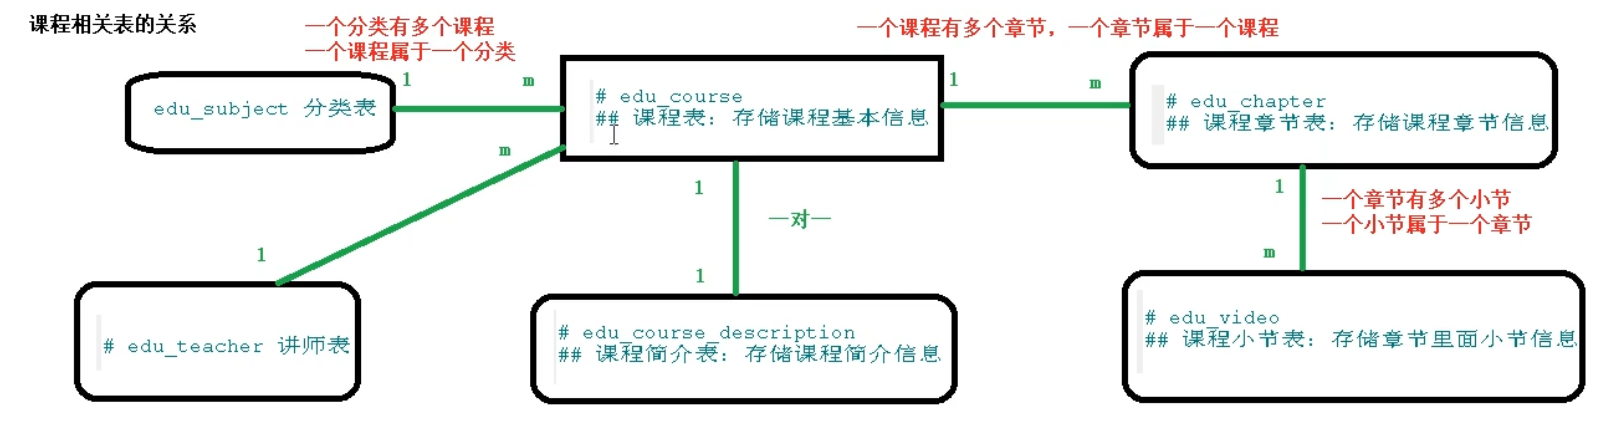 课程相关表的关系
一个分类有多个课程
一个课程属于一个分类
一个课程有多个章节，一个章节属于一个课程
1
m
1
m
edu_subject 分类表
# edu_course
## 课程表：存储课程基本信息
# edu_chapter
## 课程章节表：存储课程章节信息
m
1
1
一个章节有多个小节
一个小节属于一个章节
一对一
1
m
1
# edu_teacher 讲师表
# edu_course_description
## 课程简介表：存储课程简介信息
# edu_video
## 课程小节表：存储章节里面小节信息